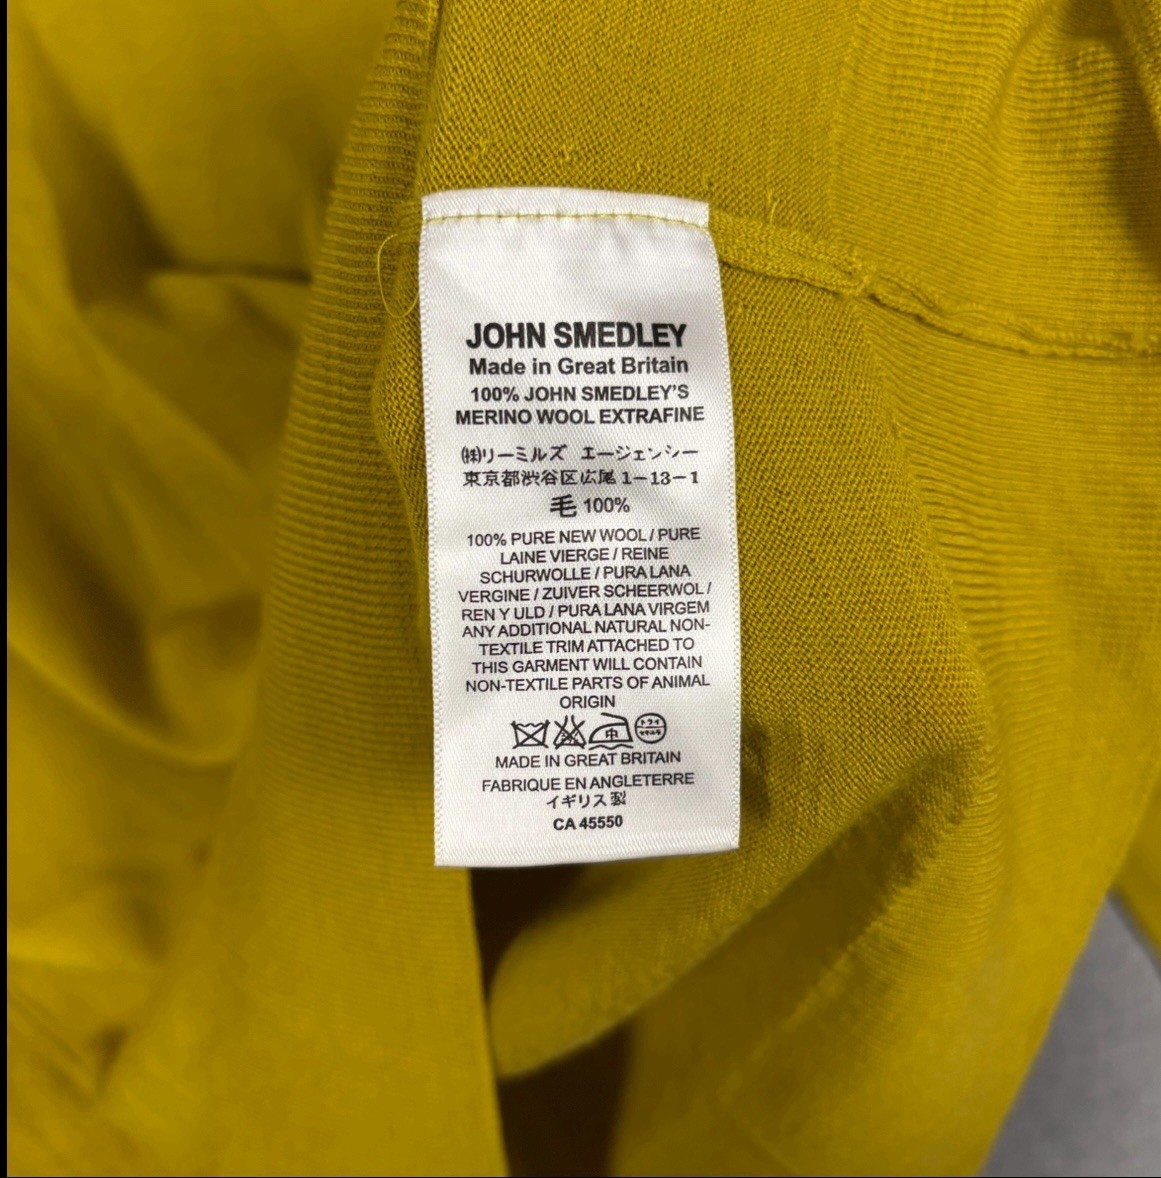 JOHN SMEDLEY
Made in Great Britain
100% JOHN SMEDLEY'S
MERINO WOOL EXTRAFINE
㈱リーミルズ エージェンシー
東京都渋谷区広尾1-13-1
毛 100%
100% PURE NEW WOOL / PURE
LAINE VIERGE / REINE
SCHURWOLLE / PURA LANA
VERGINE / ZUIVER SCHEERWOL /
REN Y ULD / PURA LANA VIRGEM
ANY ADDITIONAL NATURAL NON-
TEXTILE TRIM ATTACHED TO
THIS GARMENT WILL CONTAIN
NON-TEXTILE PARTS OF ANIMAL
ORIGIN
中 ドライ
MADE IN GREAT BRITAIN
FABRIQUE EN ANGLETERRE
イギリス製
CA 45550